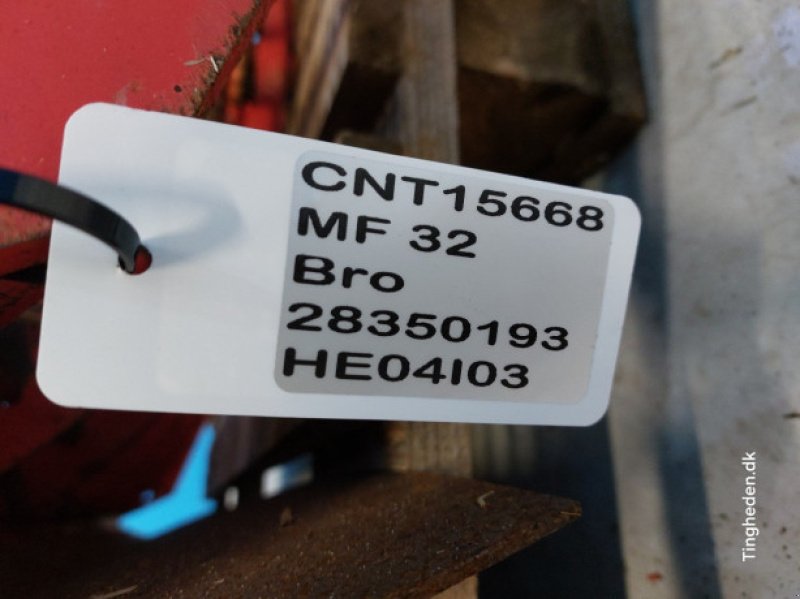 CNT15668
MF 32
Bro
28350193
HE04I03
Tingheden.dk